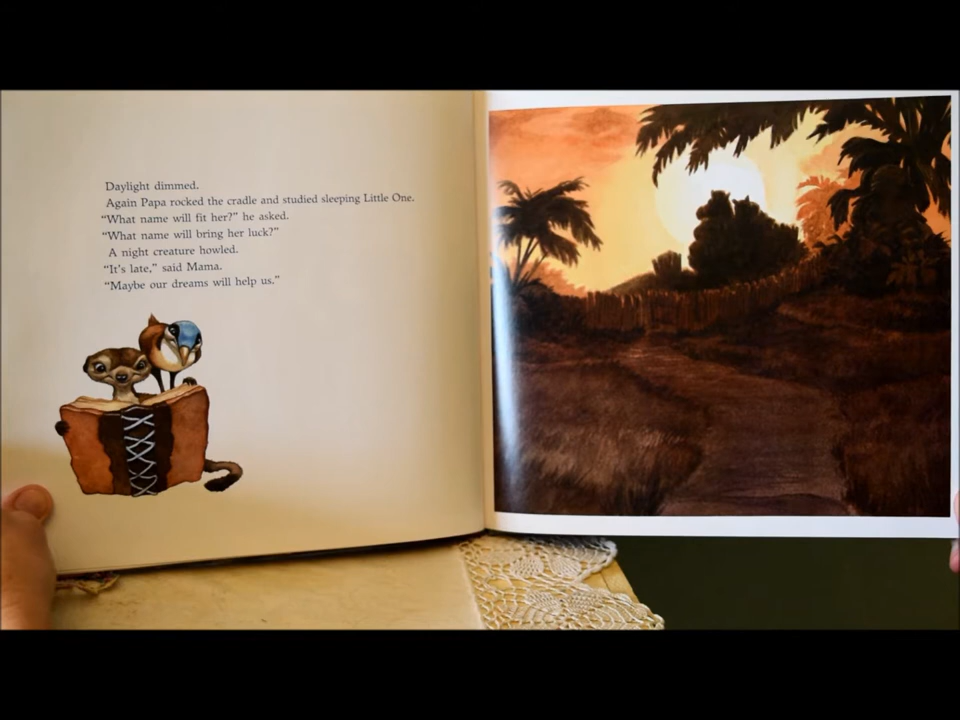 Daylight dimmed.
Again Papa rocked the cradle and studied sleeping Little One.
“What name will fit her?” he asked.
“What name will bring her luck?”
A night creature howled.
“It’s late,” said Mama.
“Maybe our dreams will help us.”